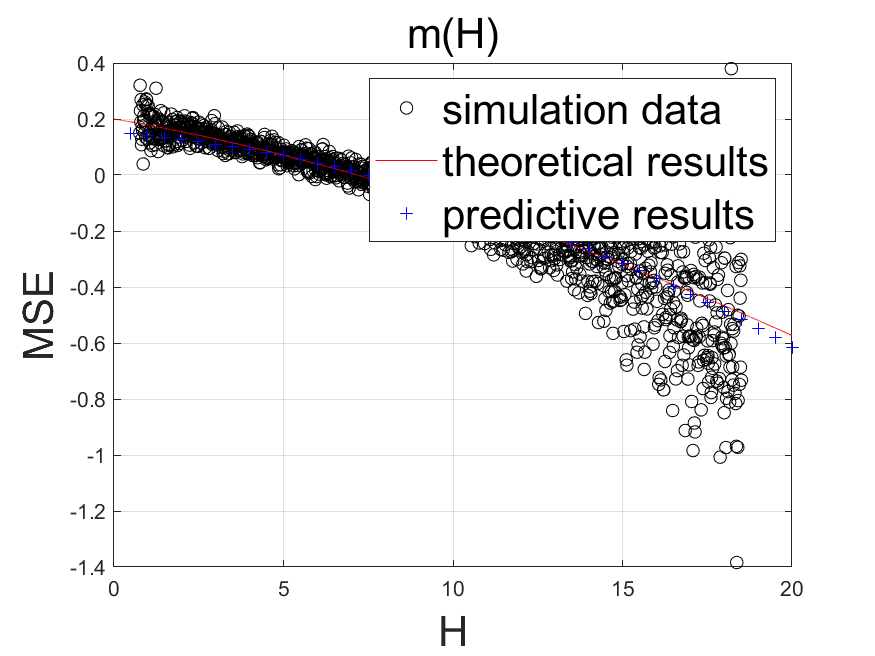 m(H)
0.4
0.2
0
-0.2
-0.4
-0.6
-0.8
-1
-1.2
-1.4
MSE
simulation data
theoretical results
predictive results
0
5
10
15
20
H